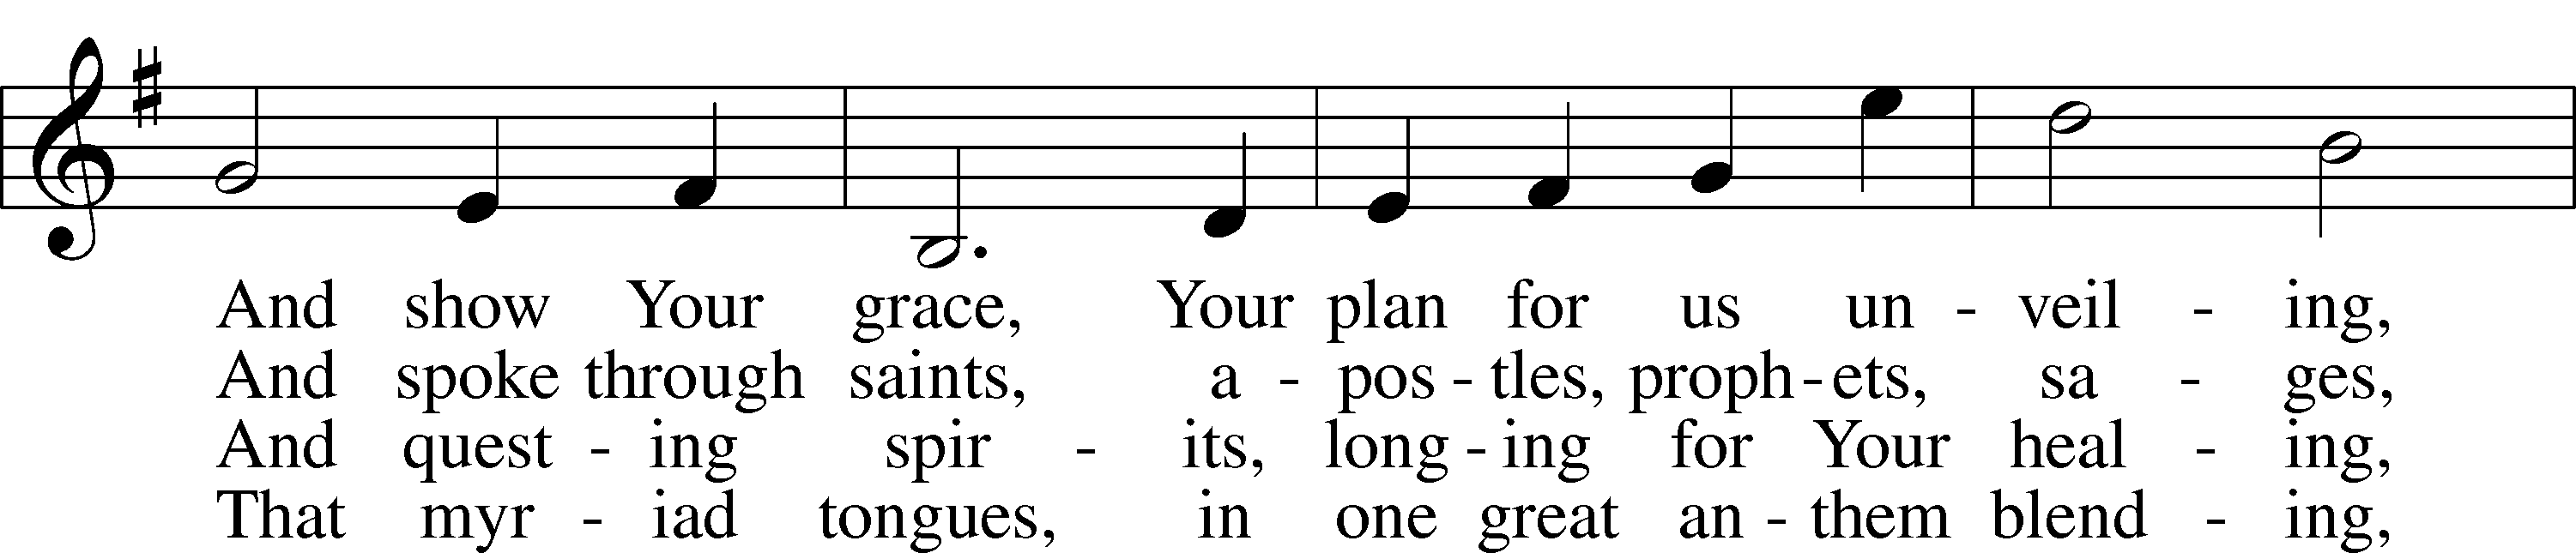 And show Your grace, Your plan for us un - veil - ing,
And spoke through saints, a - pos - tles, proph - ets, sa - ges,
And quest - ing spir - its, long - ing for Your heal - ing,
That myr - iad tongues, in one great an - them blend - ing,